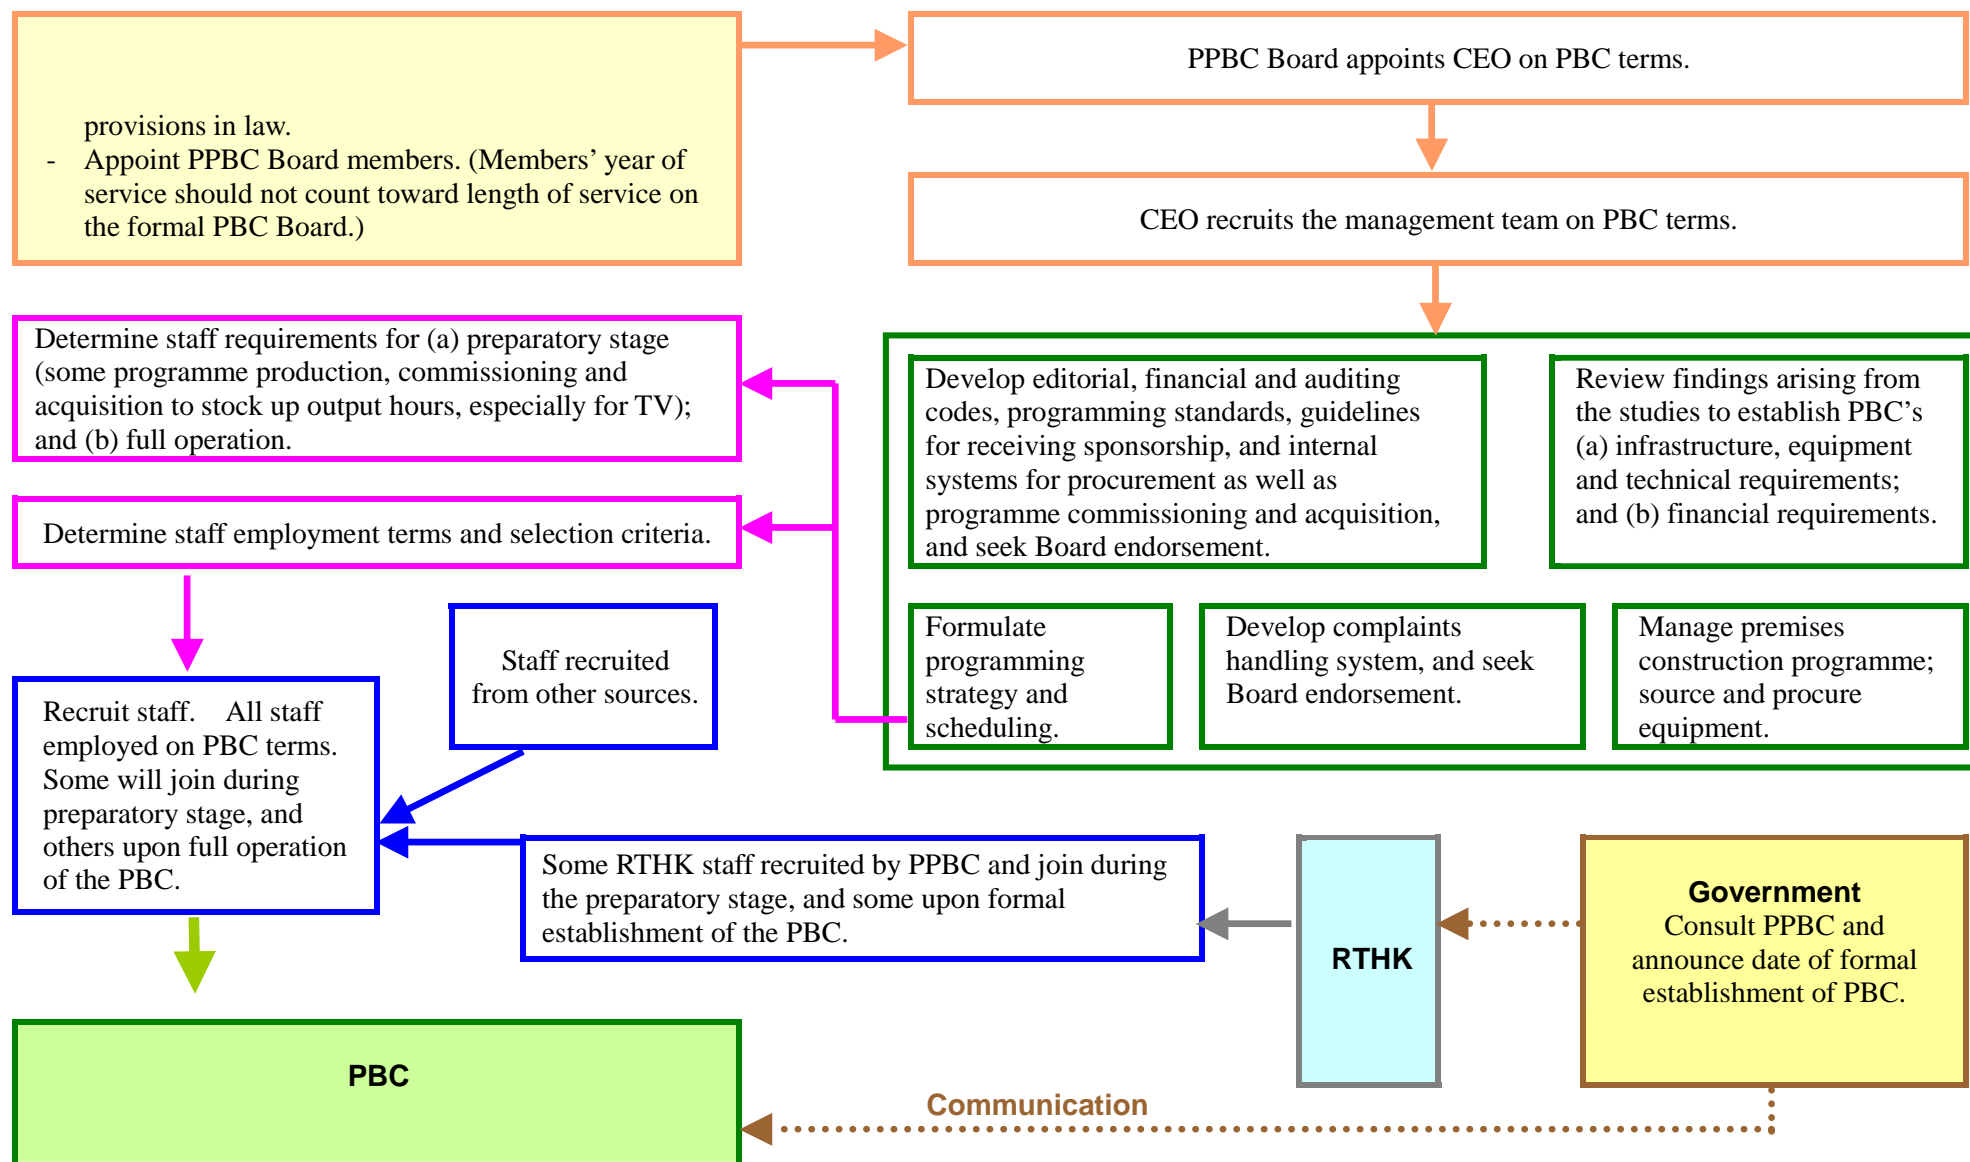 provisions in law.
- Appoint PPBC Board members. (Members’ year of
service should not count toward length of service on
the formal PBC Board.)
PPBC Board appoints CEO on PBC terms.
CEO recruits the management team on PBC terms.
Determine staff requirements for (a) preparatory stage
(some programme production, commissioning and
acquisition to stock up output hours, especially for TV);
and (b) full operation.
Determine staff employment terms and selection criteria.
Develop editorial, financial and auditing
codes, programming standards, guidelines
for receiving sponsorship, and internal
systems for procurement as well as
programme commissioning and acquisition,
and seek Board endorsement.
Review findings arising from
the studies to establish PBC’s
(a) infrastructure, equipment
and technical requirements;
and (b) financial requirements.
Formulate
programming
strategy and
scheduling.
Develop complaints
handling system, and seek
Board endorsement.
Manage premises
construction programme;
source and procure
equipment.
Staff recruited
from other sources.
Recruit staff. All staff
employed on PBC terms.
Some will join during
preparatory stage, and
others upon full operation
of the PBC.
Some RTHK staff recruited by PPBC and join during
the preparatory stage, and some upon formal
establishment of the PBC.
RTHK
Government
Consult PPBC and
announce date of formal
establishment of PBC.
PBC
Communication